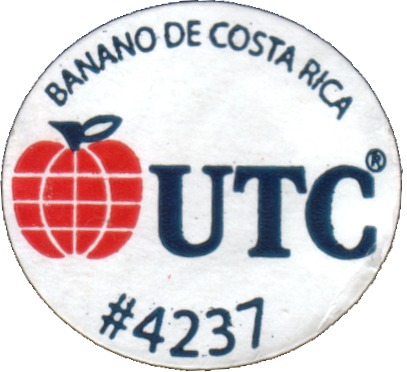 BANANO DE COSTA RICA
UTC®
#4237